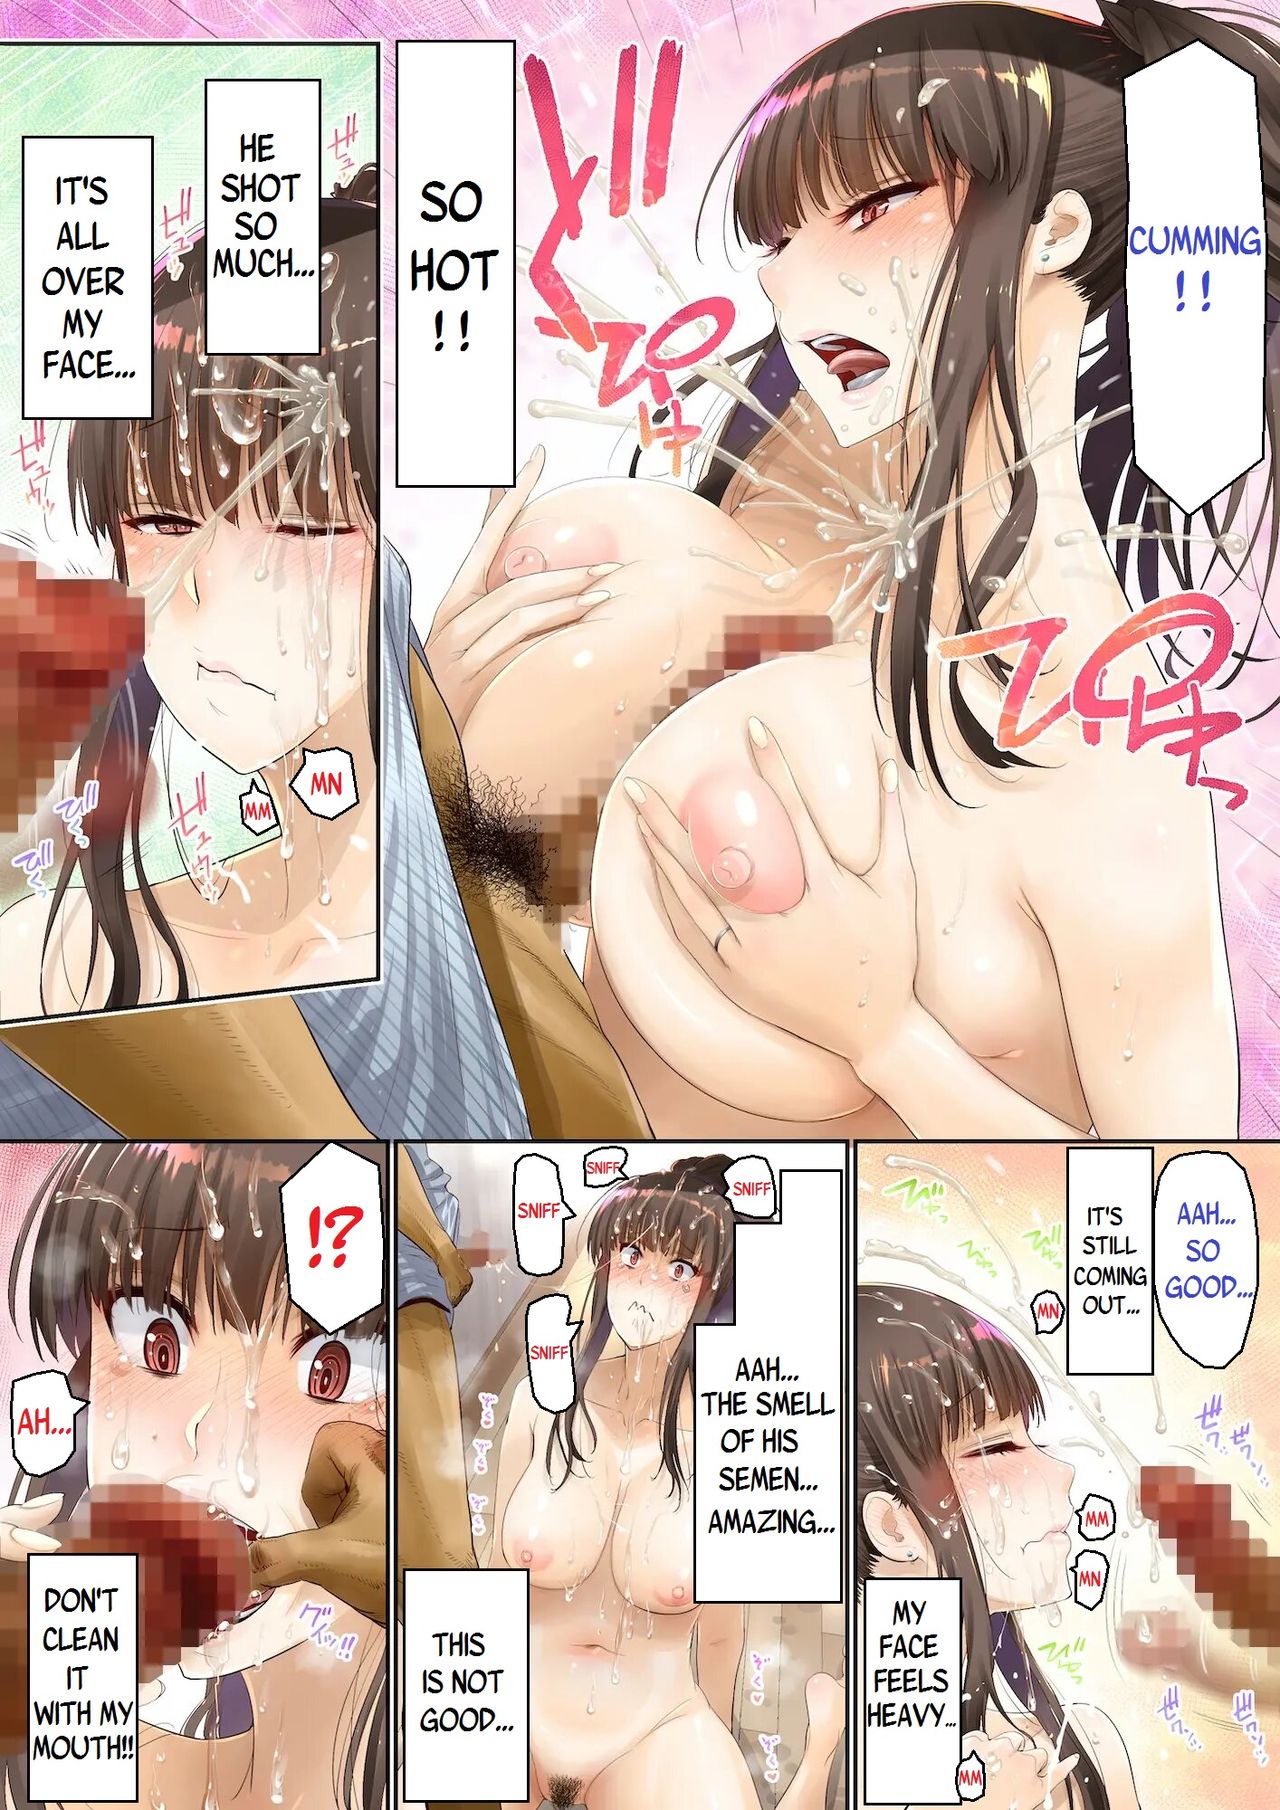 CUMMING
!!
SO
HOT
!!
HE
SHOT
SO
MUCH...
IT'S
ALL
OVER
MY
FACE...
MN
MM
AAH...
SO
GOOD...
IT'S
STILL
COMING
OUT...
MN
MM
MN
MY
FACE
FEELS
HEAVY...
MM
SNIFF
SNIFF
SNIFF
SNIFF
AAH...
THE SMELL
OF HIS
SEMEN...
AMAZING...
THIS
IS NOT
GOOD...
!?
AH...
DON'T
CLEAN
IT
WITH MY
MOUTH!!